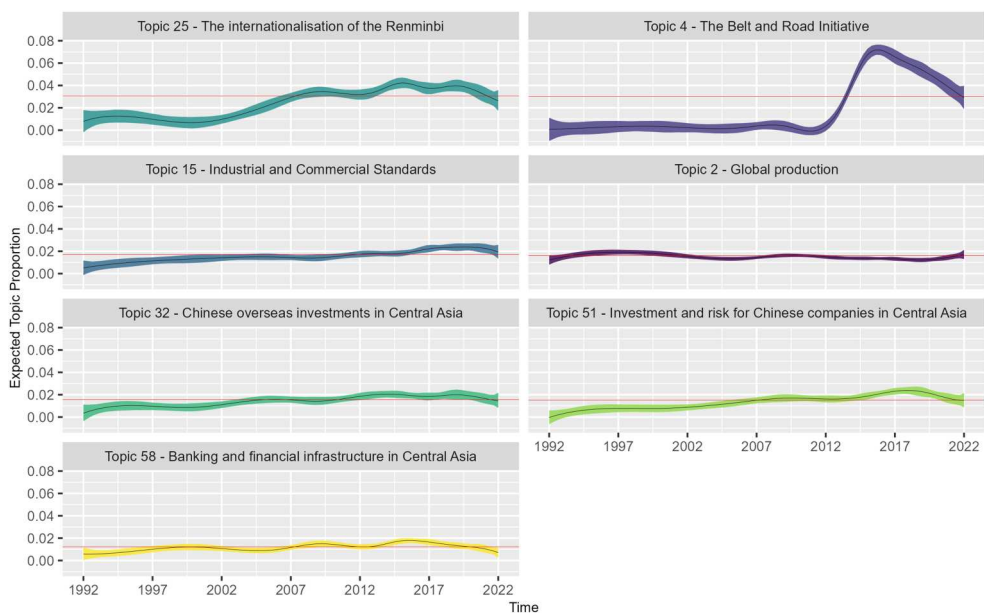 Topic 25 - The internationalisation of the Renminbi
Topic 4 - The Belt and Road Initiative
0.08
0.06
0.04
0.02
0.00
Topic 15 - Industrial and Commercial Standards
Topic 2 - Global production
0.08
0.06
0.04
0.02
0.00
Expected Topic Proportion
Topic 32 - Chinese overseas investments in Central Asia
Topic 51 - Investment and risk for Chinese companies in Central Asia
0.08
0.06
0.04
0.02
0.00
1992 1997 2002 2007 2012 2017 2022
Topic 58 - Banking and financial infrastructure in Central Asia
0.08
0.06
0.04
0.02
0.00
1992 1997 2002 2007 2012 2017 2022
Time